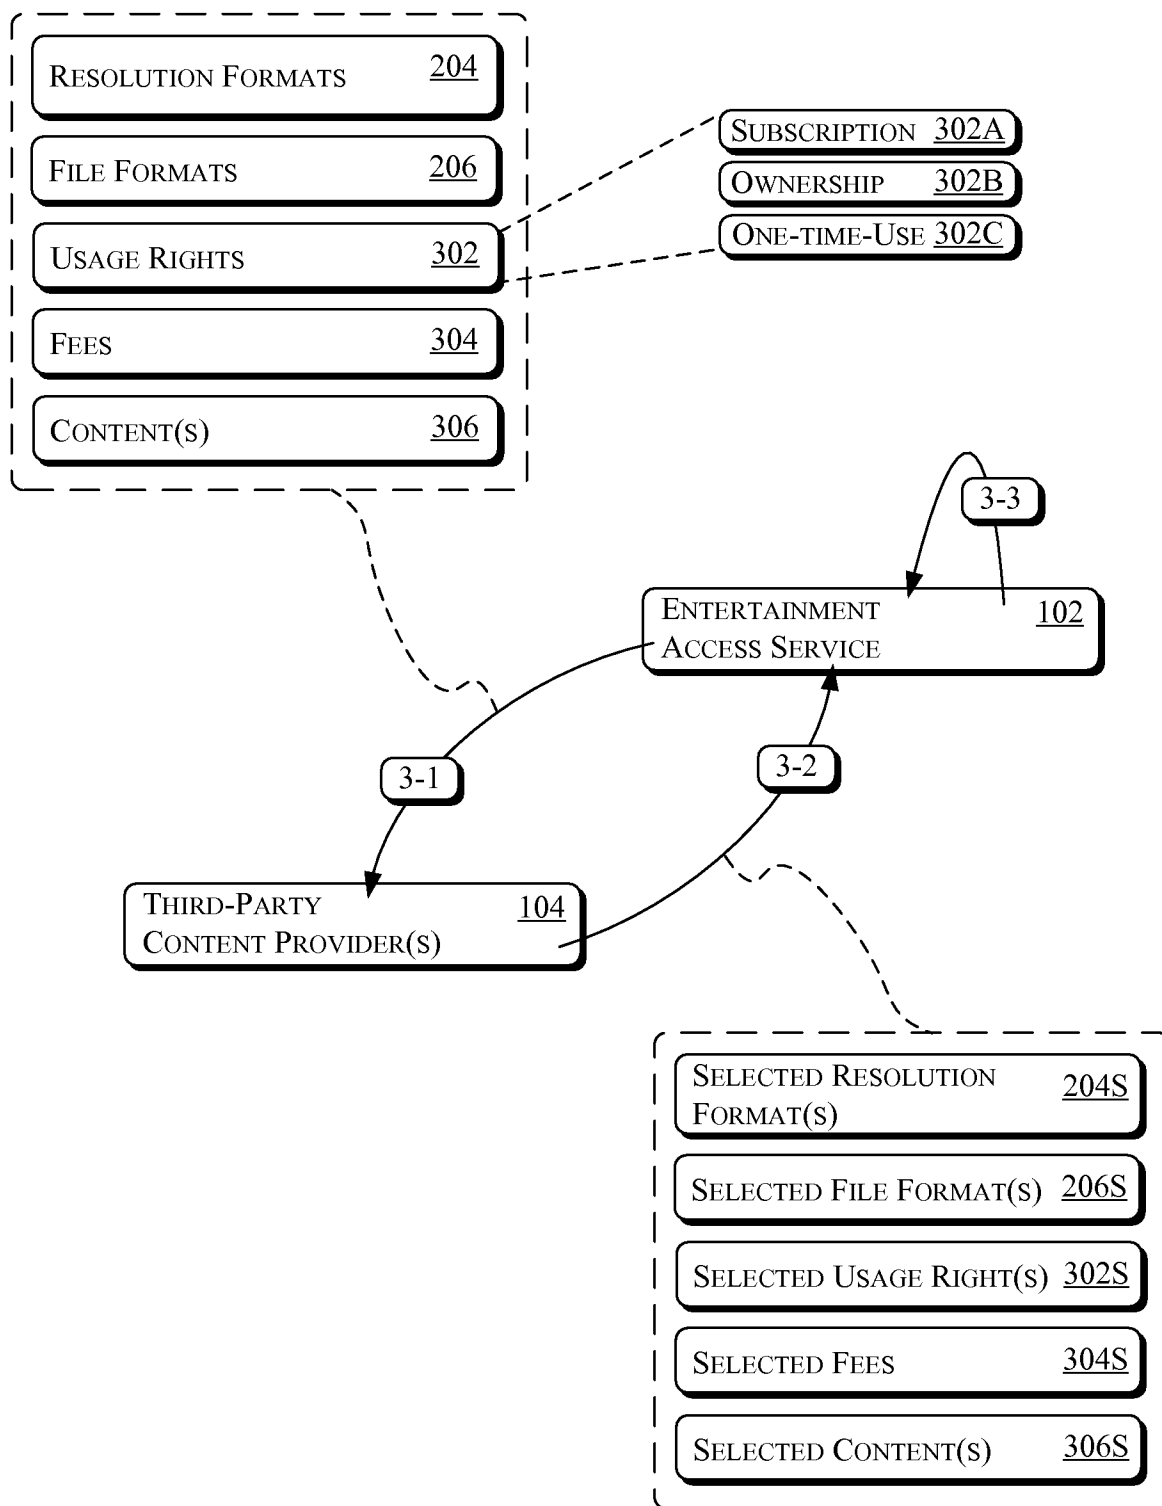 RESOLUTION FORMATS 204
FILE FORMATS 206
USAGE RIGHTS 302
FEES 304
CONTENT(S) 306
SUBSCRIPTION 302A
OWNERSHIP 302B
ONE-TIME-USE 302C
3-3
ENTERTAINMENT 102
ACCESS SERVICE
3-1
3-2
THIRD-PARTY 104
CONTENT PROVIDER(S)
SELECTED RESOLUTION 204S
FORMAT(S)
SELECTED FILE FORMAT(S) 206S
SELECTED USAGE RIGHT(S) 302S
SELECTED FEES 304S
SELECTED CONTENT(S) 306S